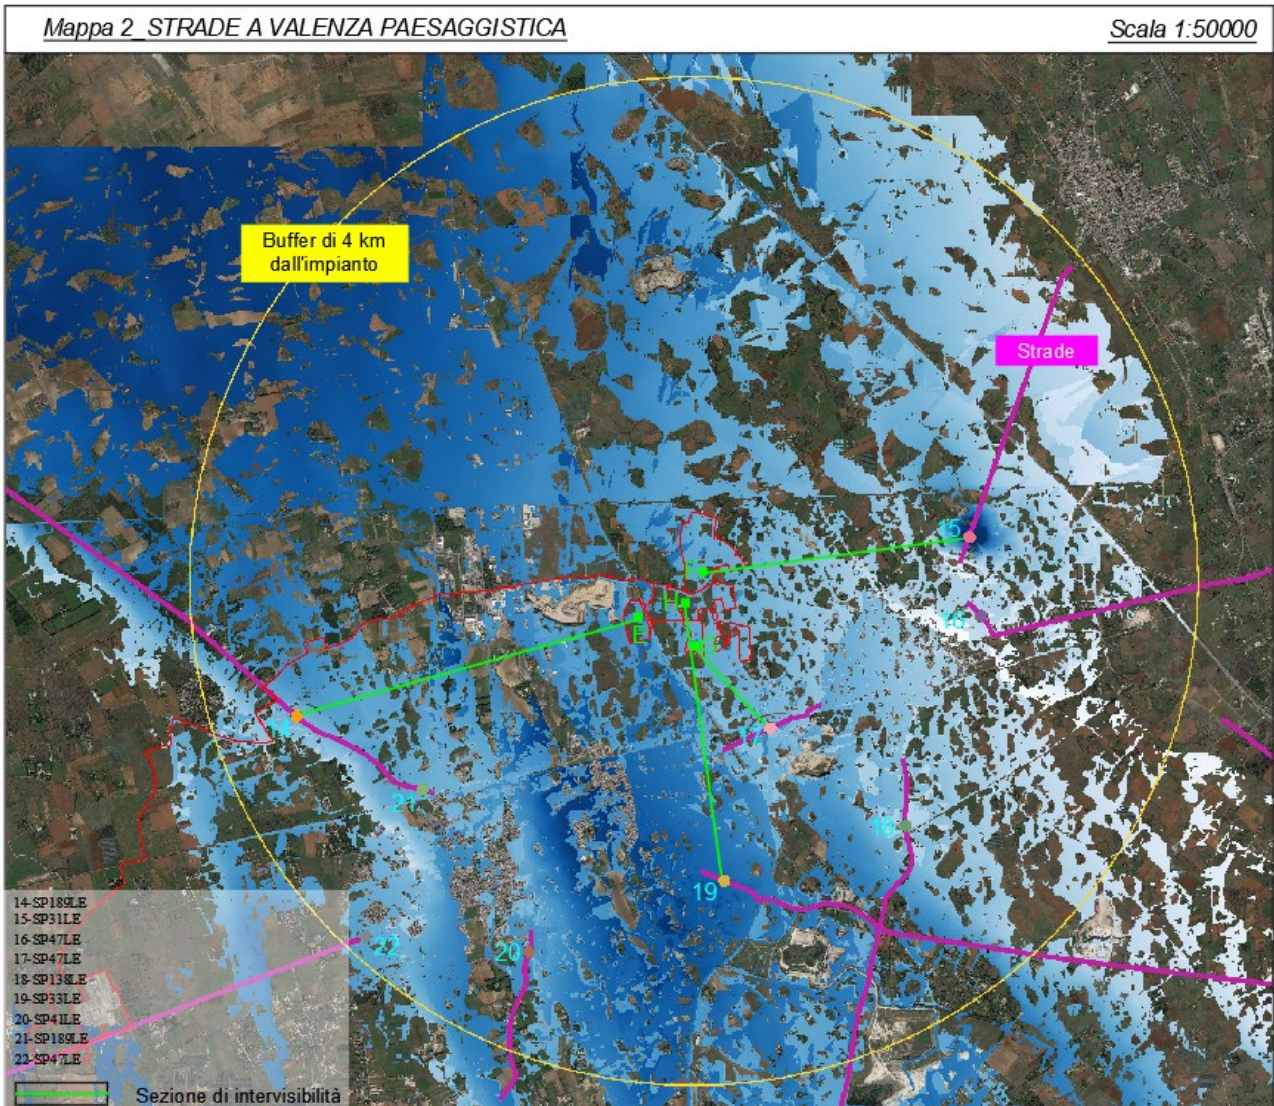 Mappa 2_STRADE A VALENZA PAESAGGISTICA
Scala 1:50000
Buffer di 4 km
dall'impianto
Strade
15
F
16
H
E
G
14
17
21
18
19
22
20
14-SP189LE
15-SP31LE
16-SP47LE
17-SP47LE
18-SP138LE
19-SP33LE
20-SP41LE
21-SP189LE
22-SP47LE
Sezione di intervisibilità